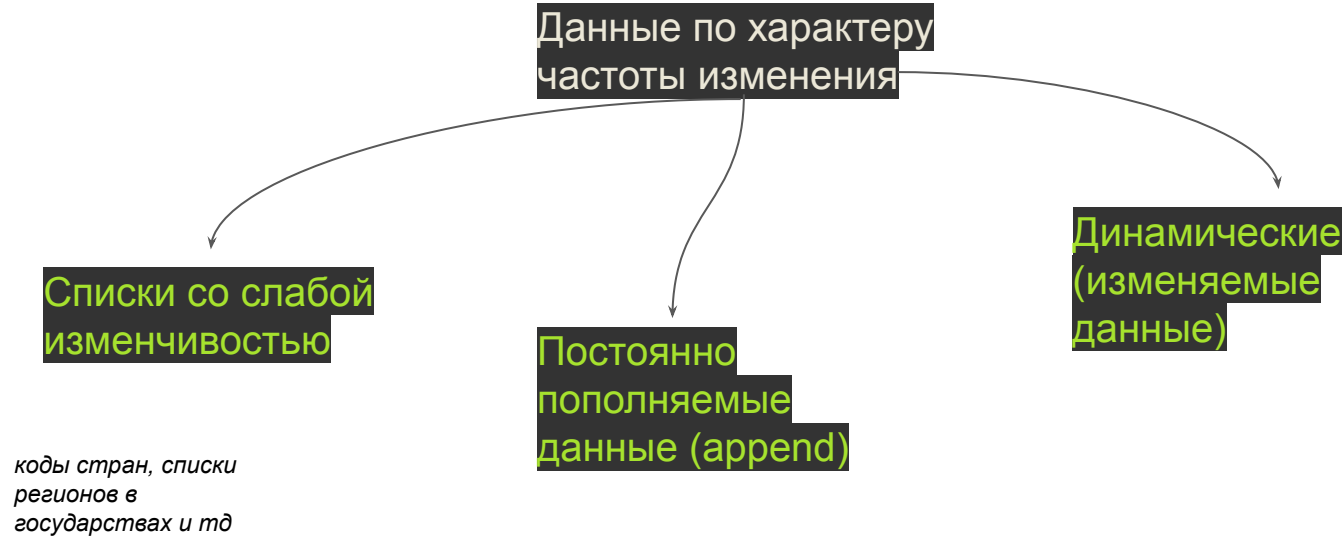 Данные по характеру
частоты изменения
Списки со слабой
изменчивостью
Постоянно
пополняемые
данные (append)
Динамические
(изменяемые
данные)
коды стран, списки
регионов в
государствах и тд